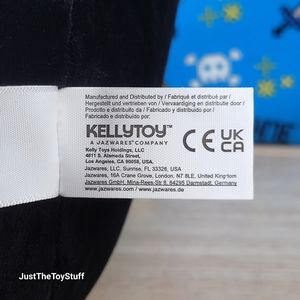 Manufactured and Distributed by / Fabriqué et distribué par /
Hergestellt und vertrieben von / Vervaardiging en distributie door /
Prodotto e distribuito da / Fabricado y distribuido por /
Fabricado e distribuído por:
KELLYTOY™
A JAZWARES® COMPANY
CE UK
CA
Kelly Toys Holdings, LLC
4811 S. Alameda Street,
Los Angeles, CA 90058, USA.
Jazwares, LLC, Sunrise, FL 33326, USA.
Jazwares, 16A Crane Grove, London, N7 8LE, United Kingdom.
Jazwares GmbH, Mina-Rees-Str 8, 64295 Darmstadt, Germany
www.jazwares.com / www.jazwares.de
JustTheToyStuff